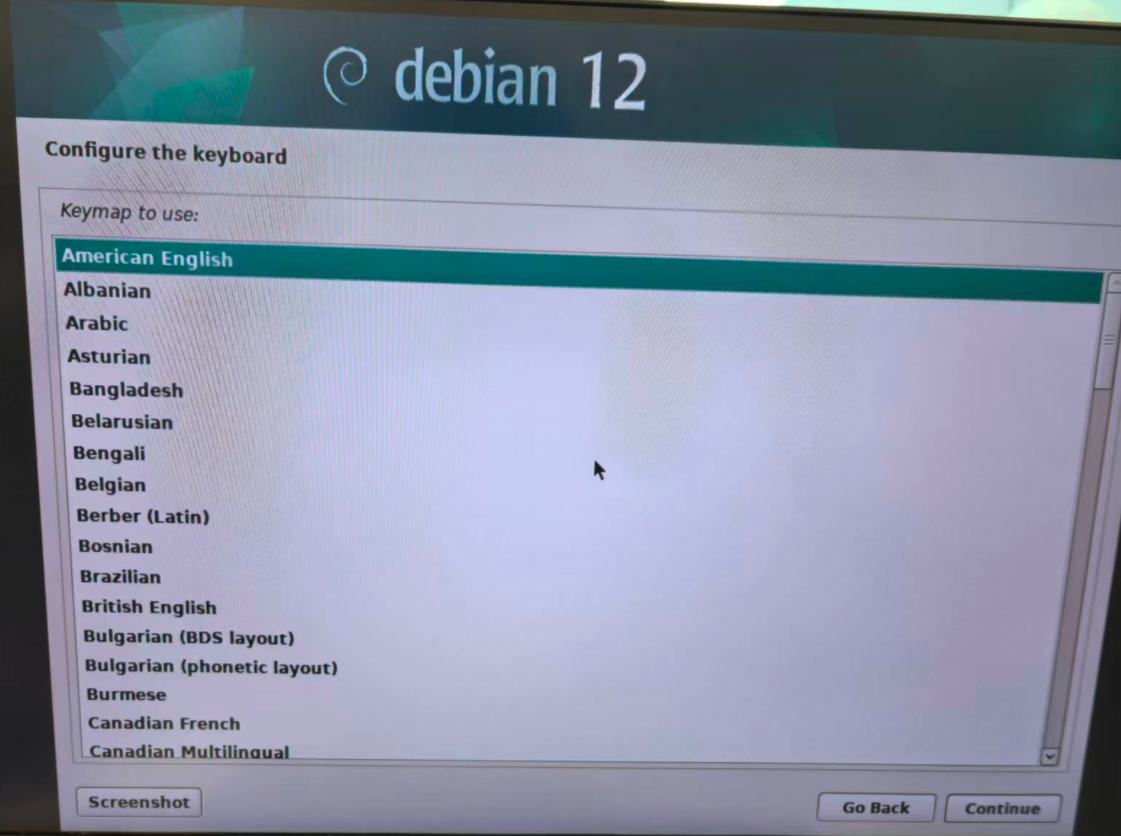 debian 12
Configure the keyboard
Keymap to use:
American English
Albanian
Arabic
Asturian
Bangladesh
Belarusian
Bengali
Belgian
Berber (Latin)
Bosnian
Brazilian
British English
Bulgarian (BDS layout)
Bulgarian (phonetic layout)
Burmese
Canadian French
Canadian Multilingual
Screenshot
Go Back
Continue